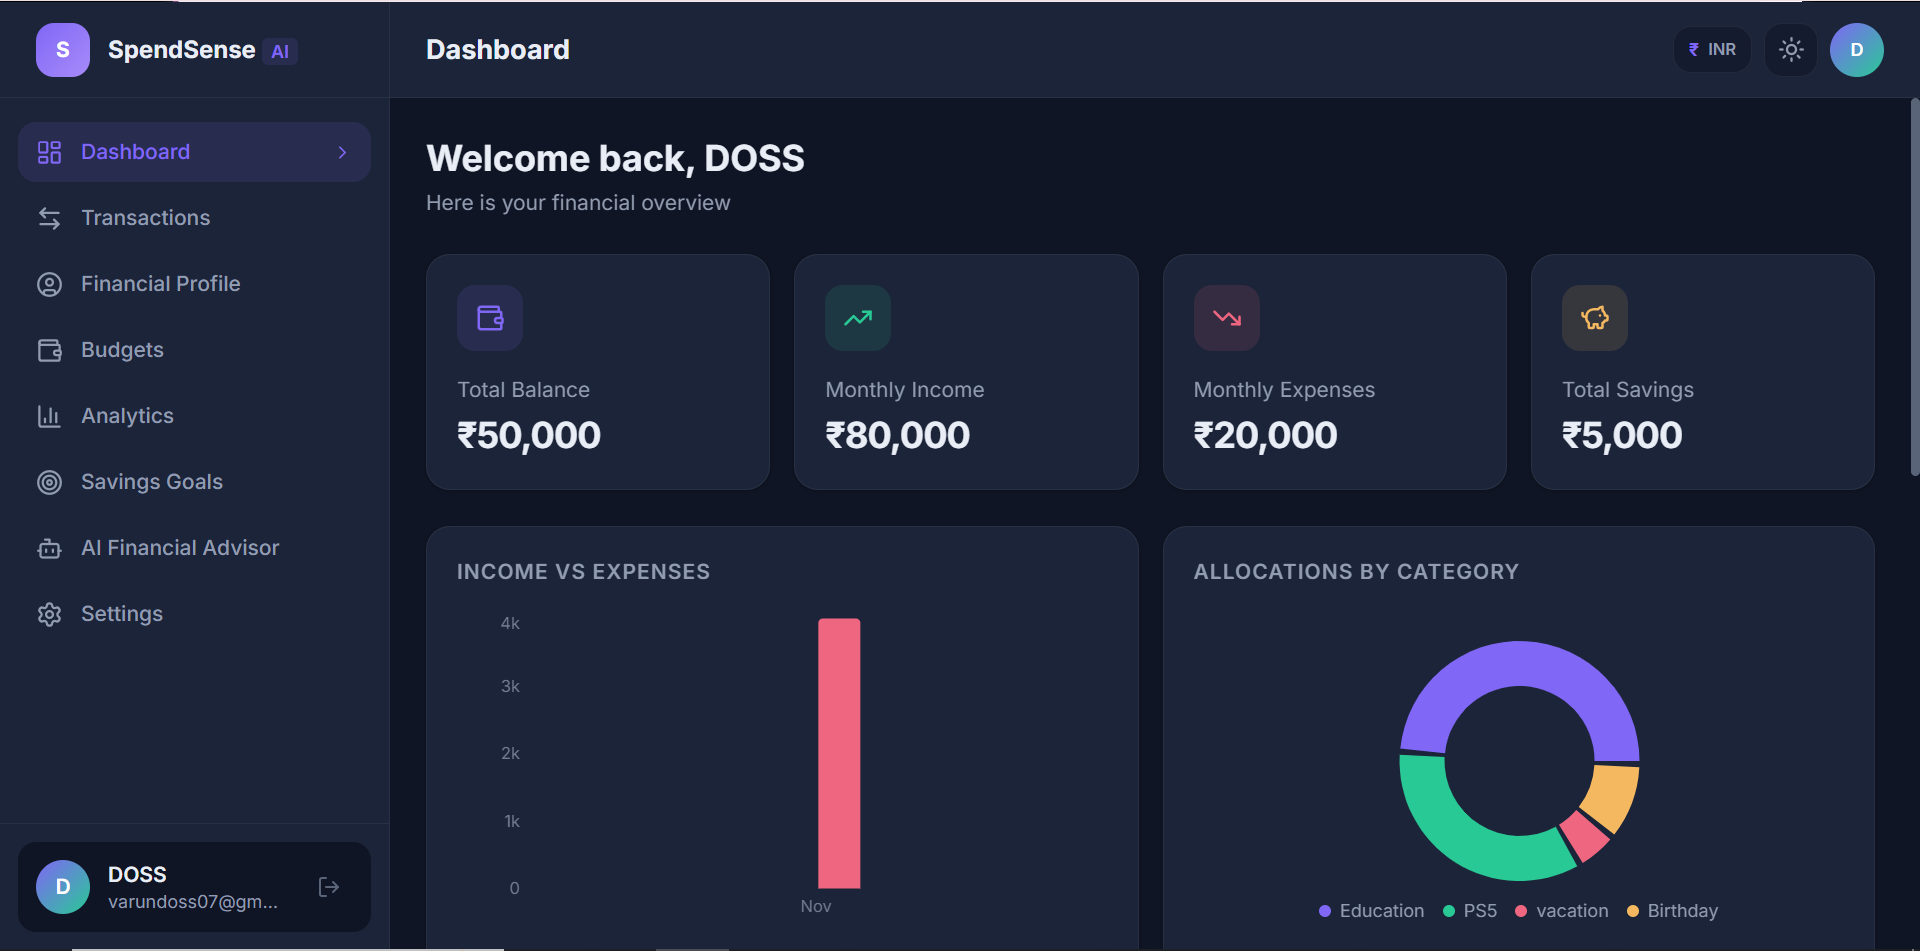 S
SpendSense AI
Dashboard
₹ INR
D
Dashboard
Transactions
Financial Profile
Budgets
Analytics
Savings Goals
AI Financial Advisor
Settings
D
DOSS
varundoss07@gm...
Welcome back, DOSS
Here is your financial overview
Total Balance
₹50,000
Monthly Income
₹80,000
Monthly Expenses
₹20,000
Total Savings
₹5,000
INCOME VS EXPENSES
4k
3k
2k
1k
0
Nov
ALLOCATIONS BY CATEGORY
Education PS5 vacation Birthday